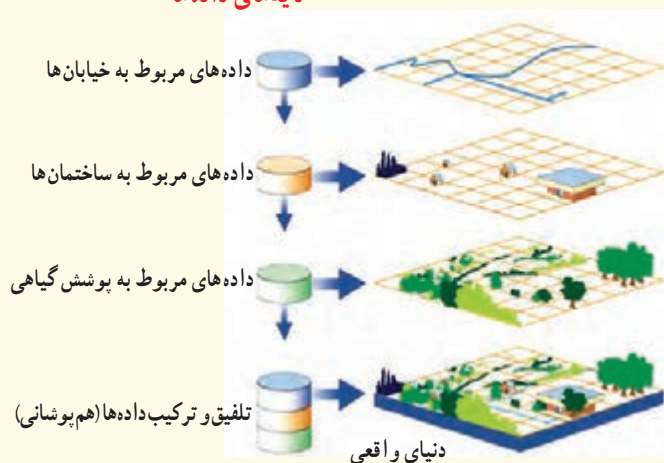 داده‌های مربوط به خیابان‌ها
داده‌های مربوط به ساختمان‌ها
داده‌های مربوط به پوشش گیاهی
تلفیق و ترکیب داده‌ها (هم‌پوشانی)
دنیای واقعی